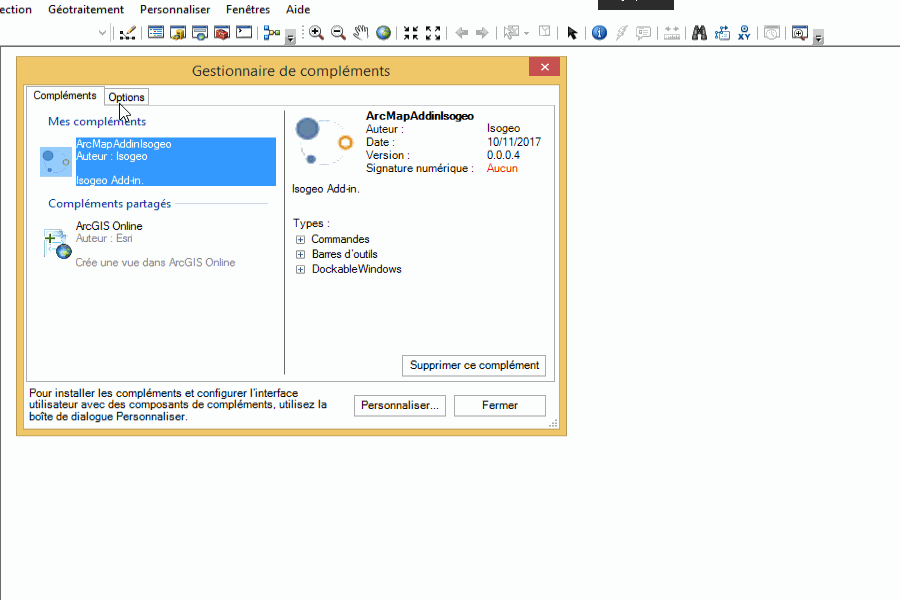 ection Géotraitement Personnaliser Fenêtres Aide
Gestionnaire de compléments
Compléments Options
Mes compléments
ArcMapAddinIsogeo
Auteur : Isogeo
Isogeo Add-in.
Compléments partagés
ArcGIS Online
Auteur : Esri
Crée une vue dans ArcGIS Online
ArcMapAddinIsogeo
Auteur : Isogeo
Date : 10/11/2017
Version : 0.0.0.4
Signature numérique : Aucun
Isogeo Add-in.
Types :
Commandes
Barres d'outils
DockableWindows
Supprimer ce complément
Pour installer les compléments et configurer l'interface
utilisateur avec des composants de compléments, utilisez la
boîte de dialogue Personnaliser.
Personnaliser... Fermer